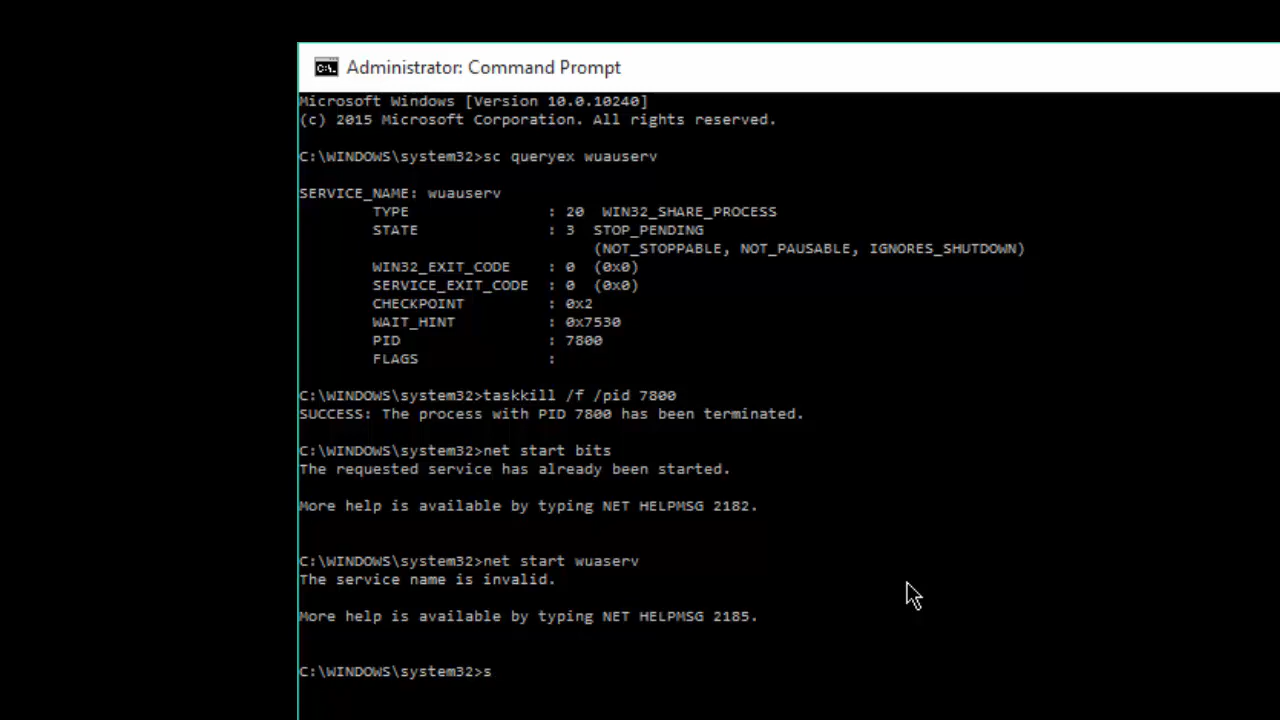 Administrator: Command Prompt
Microsoft Windows [Version 10.0.10240]
(c) 2015 Microsoft Corporation. All rights reserved.
C:\WINDOWS\system32>sc queryex wuauserv
SERVICE_NAME: wuauserv
TYPE : 20 WIN32_SHARE_PROCESS
STATE : 3 STOP_PENDING
(NOT_STOPPABLE, NOT_PAUSABLE, IGNORES_SHUTDOWN)
WIN32_EXIT_CODE : 0 (0x0)
SERVICE_EXIT_CODE : 0 (0x0)
CHECKPOINT : 0x2
WAIT_HINT : 0x7530
PID : 7800
FLAGS :
C:\WINDOWS\system32>taskkill /f /pid 7800
SUCCESS: The process with PID 7800 has been terminated.
C:\WINDOWS\system32>net start bits
The requested service has already been started.
More help is available by typing NET HELPMSG 2182.
C:\WINDOWS\system32>net start wuaserv
The service name is invalid.
More help is available by typing NET HELPMSG 2185.
C:\WINDOWS\system32>s